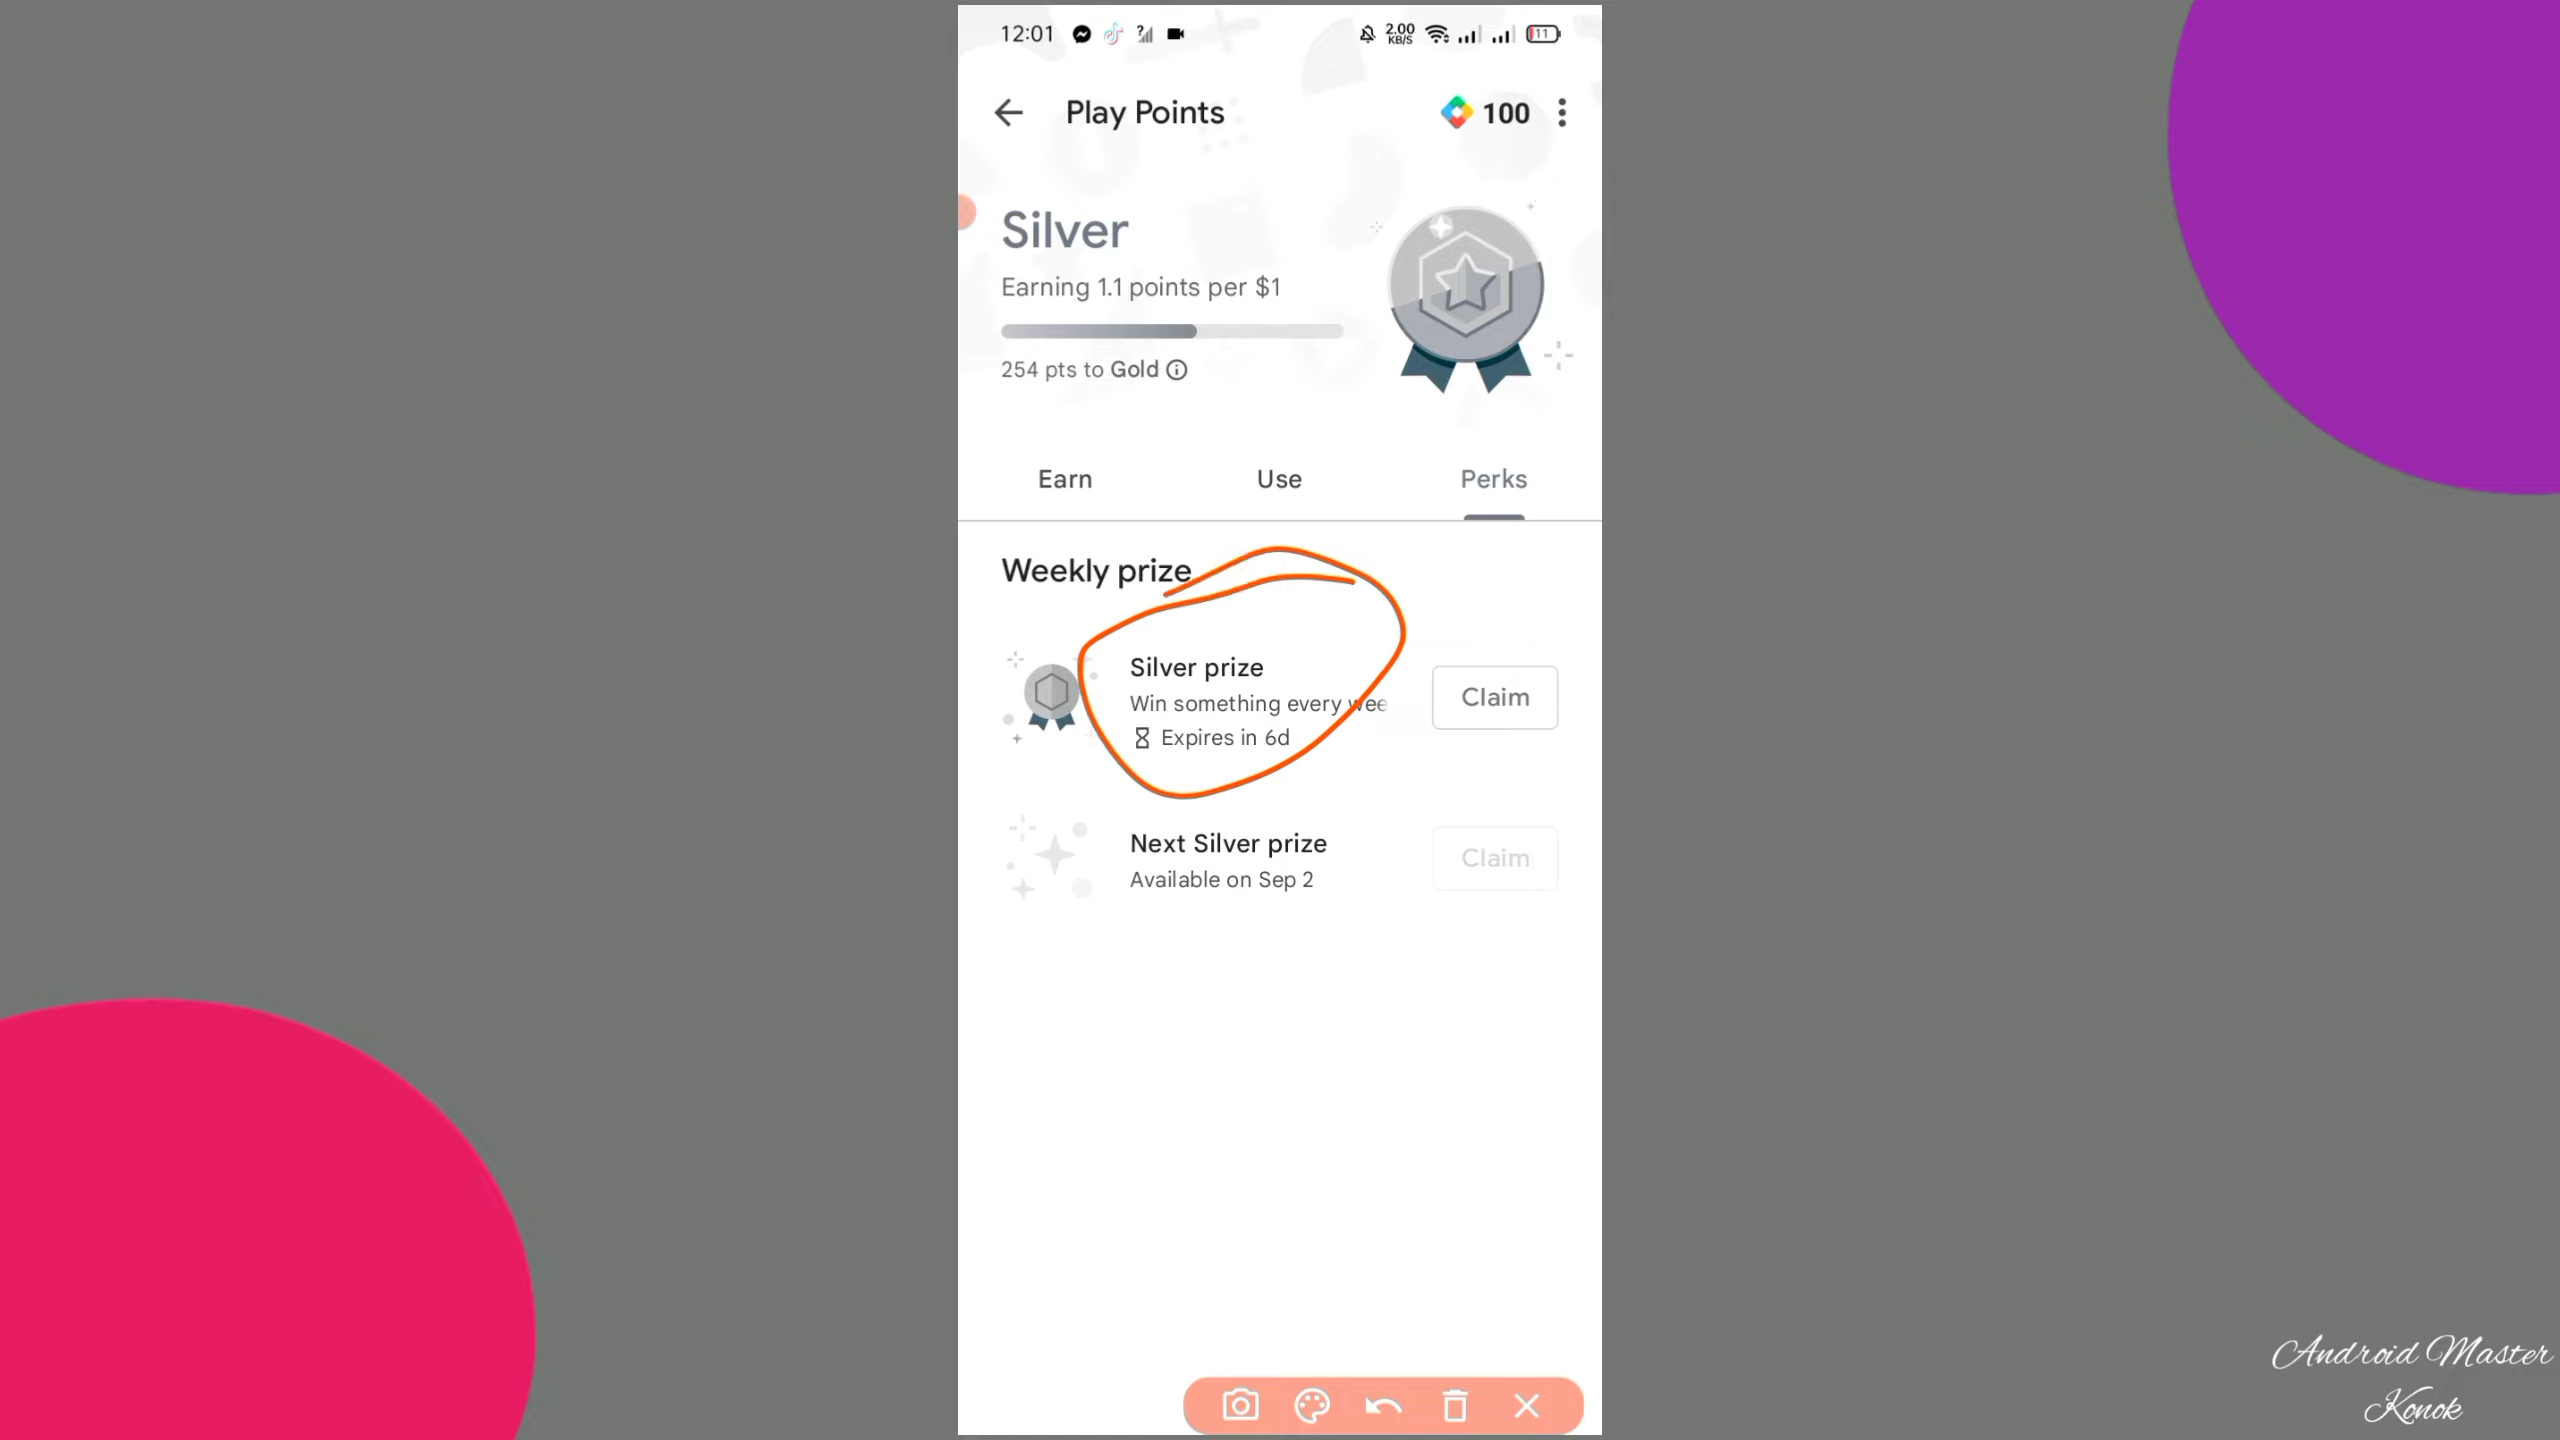 12:01
2.00
KB/S
11
Play Points
100
Silver
Earning 1.1 points per $1
254 pts to Gold
Earn
Use
Perks
Weekly prize
Silver prize
Win something every wee
Expires in 6d
Claim
Next Silver prize
Available on Sep 2
Claim
Android Master
Konok